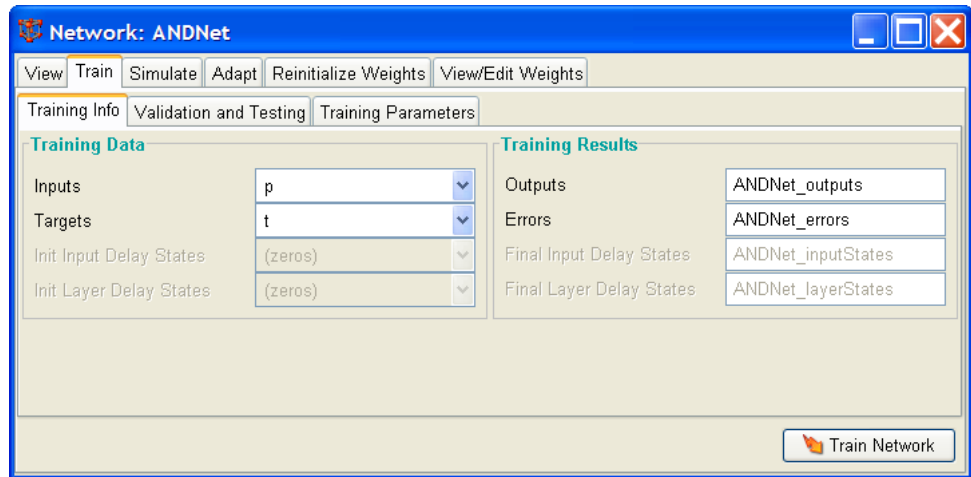 Network: ANDNet
View Train Simulate Adapt Reinitialize Weights View/Edit Weights
Training Info Validation and Testing Training Parameters
Training Data
Inputs p
Targets t
Init Input Delay States (zeros)
Init Layer Delay States (zeros)
Training Results
Outputs ANDNet_outputs
Errors ANDNet_errors
Final Input Delay States ANDNet_inputStates
Final Layer Delay States ANDNet_layerStates
Train Network